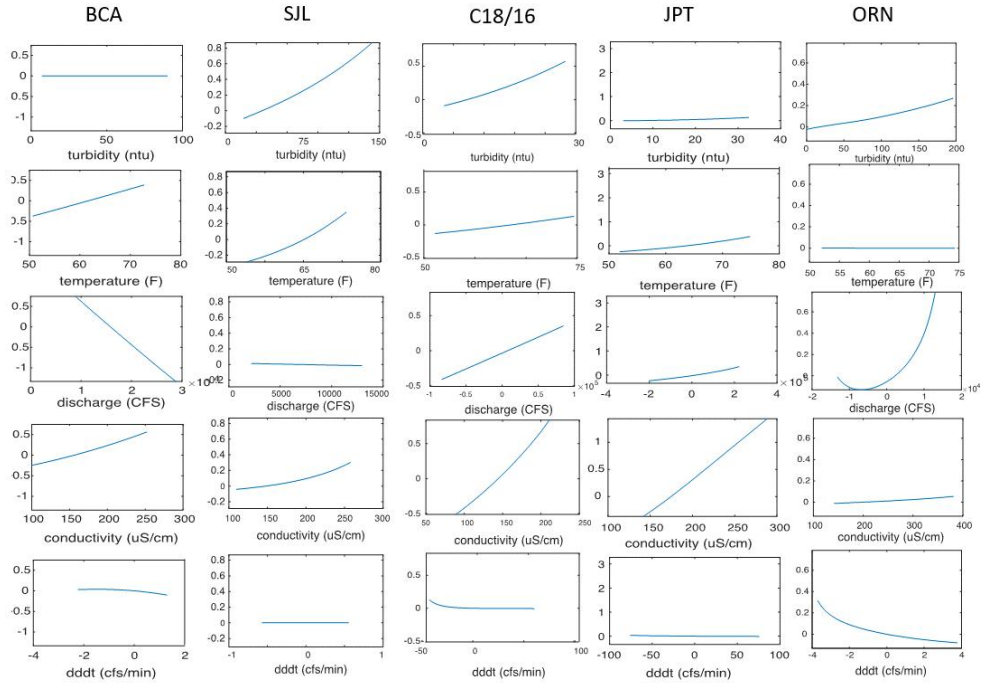 BCA SJL C18/16 JPT ORN
0.5 0 0.5 -1
0 50 100
turbidity (ntu)
0.8 0.6 0.4 0.2 0 -0.2
0 75 150
turbidity (ntu)
0.5 0 -0.5
0 30
turbidity (ntu)
3 2 1 0
0 10 20 30 40
turbidity (ntu)
0.6 0.4 0.2 0
0 50 100 150 200
turbidity (ntu)
0.5 0 0.5 -1
50 60 70 80
temperature (F)
0.8 0.6 0.4 0.2 0 -0.2
50 65 80
temperature (F)
0.5 0 -0.5
50 75
temperature (F)
3 2 1 0
50 60 70 80
temperature (F)
0.6 0.4 0.2 0
50 55 60 65 70 75
temperature (F)
0.5 0 0.5 -1
0 1 2 3
discharge (CFS)
0.8 0.6 0.4 0.2
0 5000 10000 15000
discharge (CFS)
0.5 0 -0.5
-1 -0.5 0 0.5 1
×10⁵
discharge (CFS)
3 2 1 0
-4 -2 0 2 4
discharge (CFS)
0.6 0.4 0.2
-2 -1 0 1 2
×10⁴
discharge (CFS)
0.5 0 0.5 -1
100 150 200 250 300
conductivity (uS/cm)
0.8 0.6 0.4 0.2 0 -0.2
100 150 200 250 300
conductivity (uS/cm)
0.5 0 -0.5
50 100 150 200 250
conductivity (uS/cm)
1 0
100 150 200 250 300
conductivity (uS/cm)
0.6 0.4 0.2 0
100 200 300 400
conductivity (uS/cm)
0.5 0 -0.5 -1
-4 -2 0 2
dddt (cfs/min)
0.8 0.6 0.4 0.2 0 -0.2
-1 0 1
dddt (cfs/min)
0.5 0 -0.5
-50 0 50 100
dddt (cfs/min)
3 2 1 0
-100 -50 0 50 100
dddt (cfs/min)
0.6 0.4 0.2 0
-4 -2 0 2 4
dddt (cfs/min)